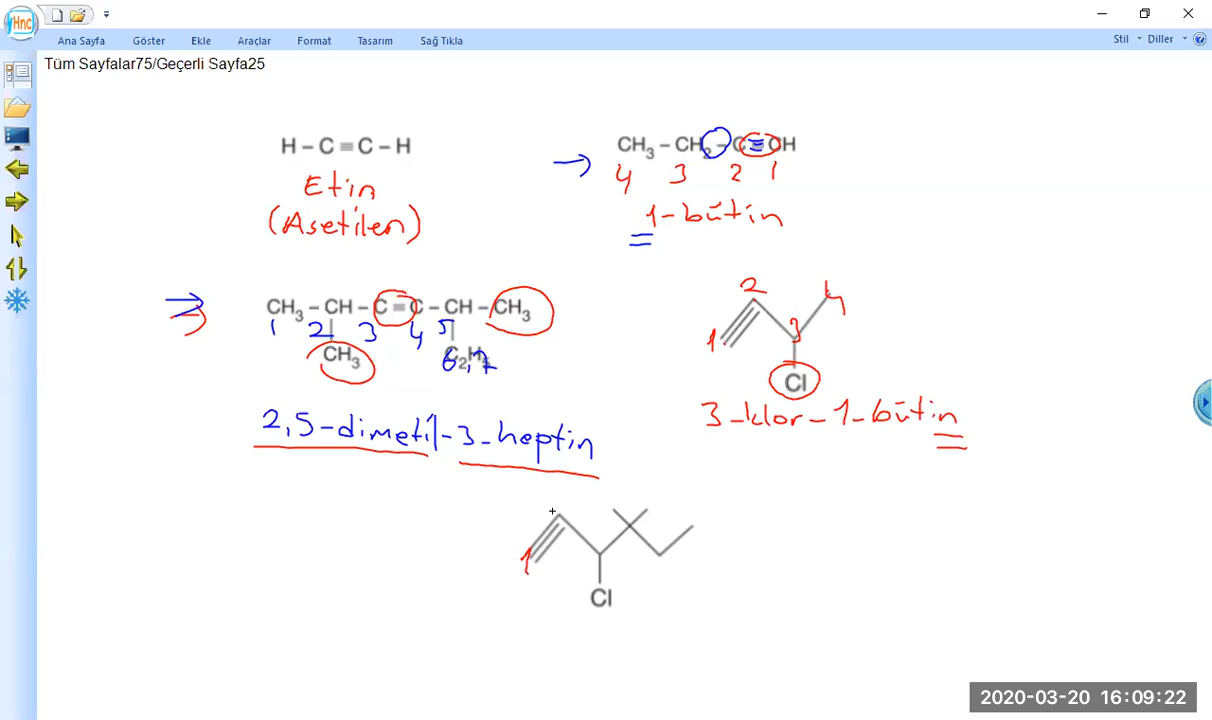 Hnc
Ana Sayfa Göster Ekle Araçlar Format Tasarım Sağ Tıkla Stil Diller
Tüm Sayfalar75/Geçerli Sayfa25
H – C ≡ C – H
Etin
(Asetilen)
→ CH₃ – CH₂ – C ≡ CH
4 3 2 1
1-bütin
CH₃ – CH – C ≡ C – CH – CH₃
1 2 3 4 5
CH₃ C₂H₅
6,7
2,5-dimetil-3-heptin
2
4
1 3
Cl
3-klor-1-bütin
1
Cl
2020-03-20 16:09:22